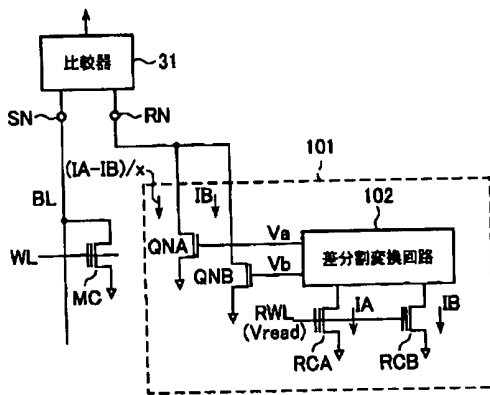 比較器
31
SN
RN
(IA-IB)/x
101
BL
IB
102
Va
QNA
差分割変換回路
WL
Vb
QNB
MC
RWL
(Vread)
IA
IB
RCA
RCB